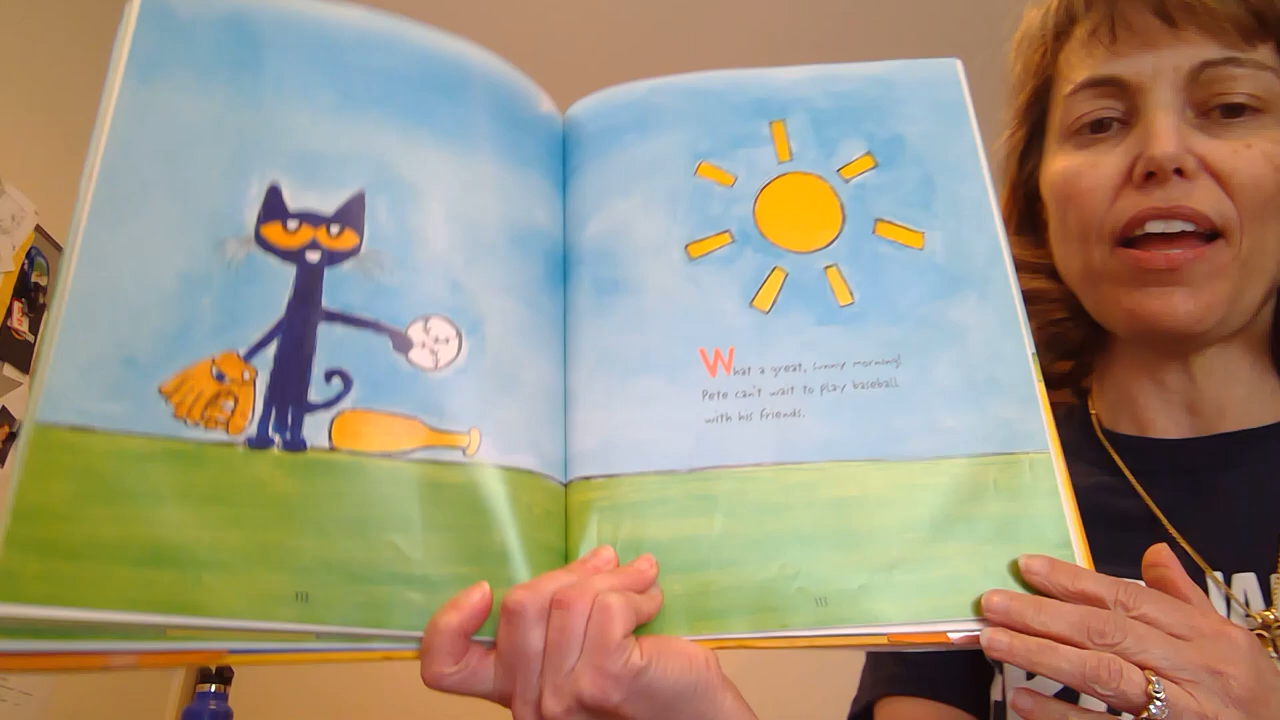 What a great, sunny morning!
Pete can't wait to play baseball
with his friends.